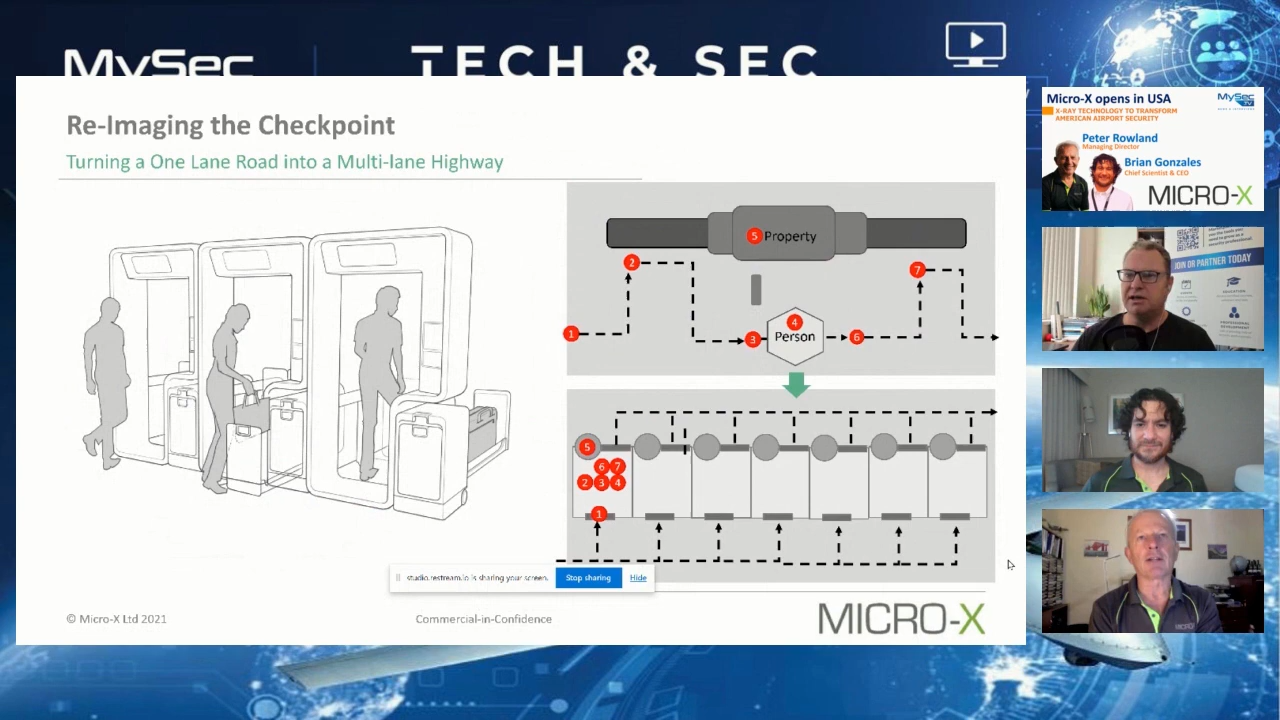 MySec
TECH & SEC
Re-Imaging the Checkpoint
Turning a One Lane Road into a Multi-lane Highway
5 Property
2
7
1
3
4
Person
6
5
6 7
2 3 4
1
studio.restream.io is sharing your screen.
Stop sharing
Hide
© Micro-X Ltd 2021
Commercial-in-Confidence
MICRO-X
Micro-X opens in USA
MySec
TV
X-RAY TECHNOLOGY TO TRANSFORM
AMERICAN AIRPORT SECURITY
Peter Rowland
Managing Director
Brian Gonzales
Chief Scientist & CEO
MICRO-X
JOIN OR PARTNER TODAY